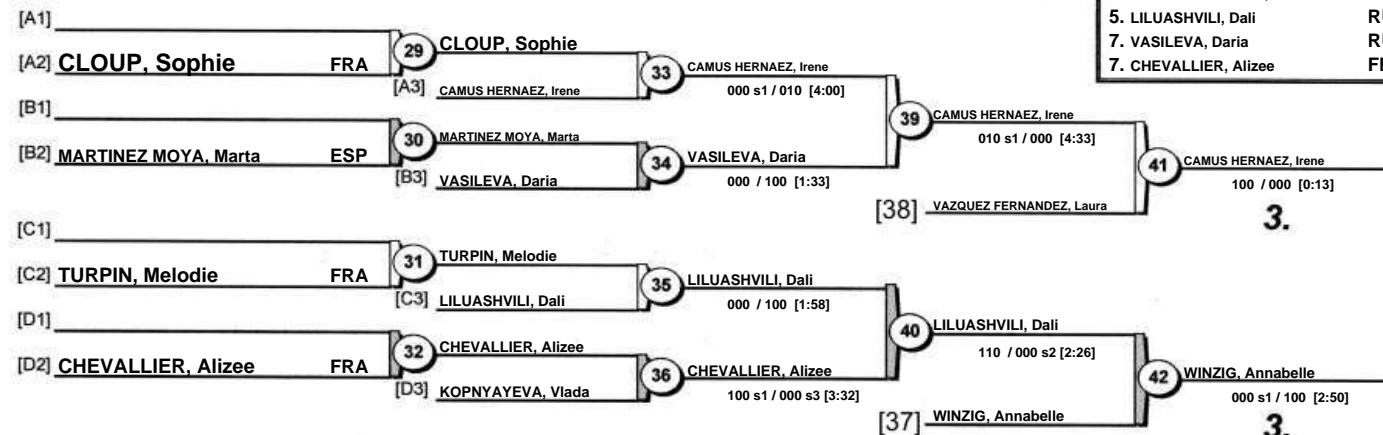 5. LILUASHVILI, Dali
7. VASILEVA, Daria
7. CHEVALLIER, Alizee
[A1]
[A2] CLOUP, Sophie FRA
29 CLOUP, Sophie
[A3] CAMUS HERNAEZ, Irene
33 CAMUS HERNAEZ, Irene
000 s1 / 010 [4:00]
[B1]
[B2] MARTINEZ MOYA, Marta ESP
30 MARTINEZ MOYA, Marta
[B3] VASILEVA, Daria
34 VASILEVA, Daria
000 / 100 [1:33]
39 CAMUS HERNAEZ, Irene
010 s1 / 000 [4:33]
[38] VAZQUEZ FERNANDEZ, Laura
41 CAMUS HERNAEZ, Irene
100 / 000 [0:13]
3.
[C1]
[C2] TURPIN, Melodie FRA
31 TURPIN, Melodie
[C3] LILUASHVILI, Dali
35 LILUASHVILI, Dali
000 / 100 [1:58]
[D1]
[D2] CHEVALLIER, Alizee FRA
32 CHEVALLIER, Alizee
[D3] KOPNYAYEVA, Vlada
36 CHEVALLIER, Alizee
100 s1 / 000 s3 [3:32]
40 LILUASHVILI, Dali
110 / 000 s2 [2:26]
[37] WINZIG, Annabelle
42 WINZIG, Annabelle
000 s1 / 100 [2:50]
3.